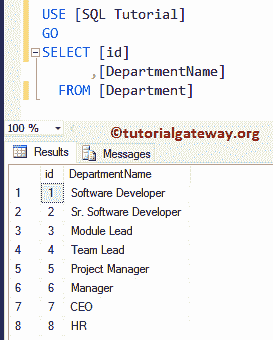 USE [SQL Tutorial]
GO
SELECT [id]
,[DepartmentName]
FROM [Department]
100 %
©tutorialgateway.org
Results Messages
id DepartmentName
1 1 Software Developer
2 2 Sr. Software Developer
3 3 Module Lead
4 4 Team Lead
5 5 Project Manager
6 6 Manager
7 7 CEO
8 8 HR